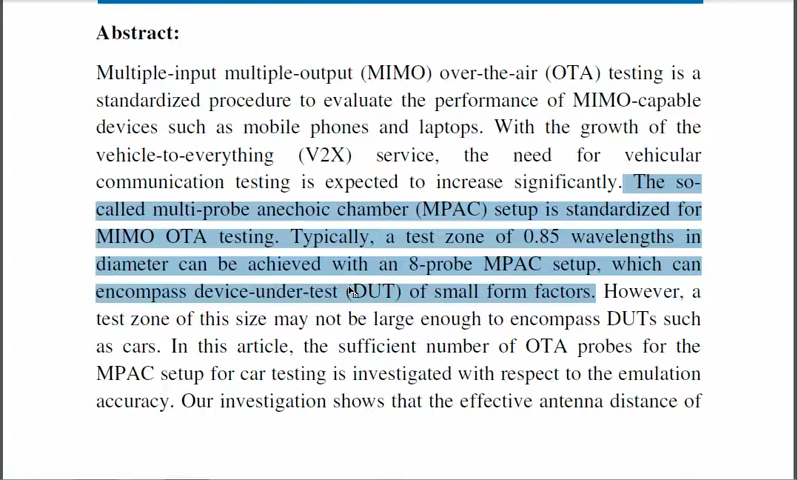 Abstract:
Multiple-input multiple-output (MIMO) over-the-air (OTA) testing is a
standardized procedure to evaluate the performance of MIMO-capable
devices such as mobile phones and laptops. With the growth of the
vehicle-to-everything (V2X) service, the need for vehicular
communication testing is expected to increase significantly. The so-
called multi-probe anechoic chamber (MPAC) setup is standardized for
MIMO OTA testing. Typically, a test zone of 0.85 wavelengths in
diameter can be achieved with an 8-probe MPAC setup, which can
encompass device-under-test (DUT) of small form factors. However, a
test zone of this size may not be large enough to encompass DUTs such
as cars. In this article, the sufficient number of OTA probes for the
MPAC setup for car testing is investigated with respect to the emulation
accuracy. Our investigation shows that the effective antenna distance of